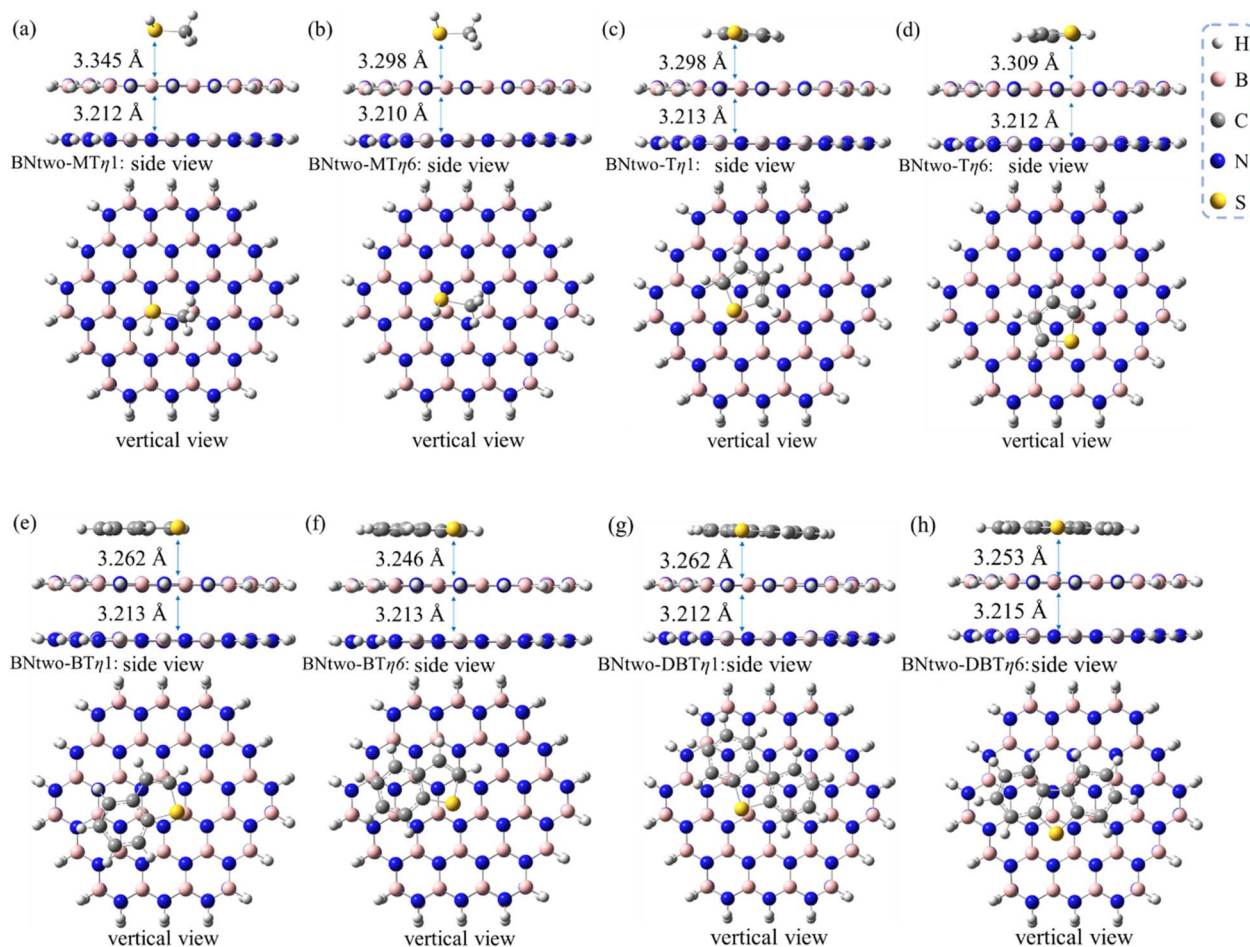 (a)
3.345 Å
3.212 Å
BNtwo-MTη1: side view
vertical view
(b)
3.298 Å
3.210 Å
BNtwo-MTη6: side view
vertical view
(c)
3.298 Å
3.213 Å
BNtwo-Tη1: side view
vertical view
(d)
3.309 Å
3.212 Å
BNtwo-Tη6: side view
vertical view
H
B
C
N
S
(e)
3.262 Å
3.213 Å
BNtwo-BTη1: side view
vertical view
(f)
3.246 Å
3.213 Å
BNtwo-BTη6: side view
vertical view
(g)
3.262 Å
3.212 Å
BNtwo-DBTη1:side view
vertical view
(h)
3.253 Å
3.215 Å
BNtwo-DBTη6:side view
vertical view